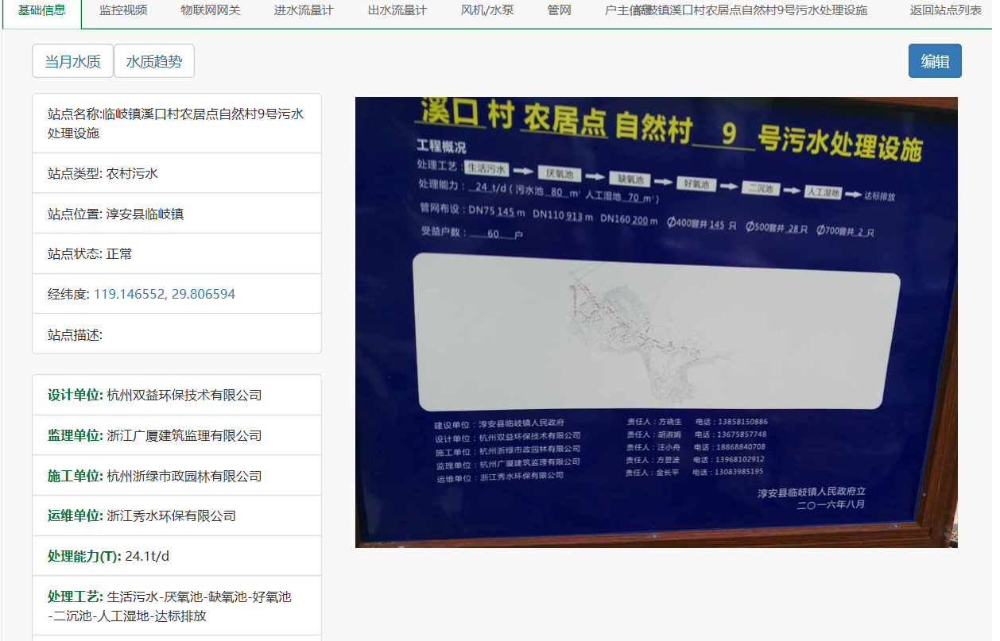 基础信息 监控视频 物联网网关 进水流量计 出水流量计 风机/水泵 管网 户主信息 临岐镇溪口村农居点自然村9号污水处理设施 返回站点列表
当月水质 水质趋势 编辑
站点名称:临岐镇溪口村农居点自然村9号污水
处理设施
站点类型: 农村污水
站点位置: 淳安县临岐镇
站点状态: 正常
经纬度: 119.146552, 29.806594
站点描述:
设计单位: 杭州双益环保技术有限公司
监理单位: 浙江广厦建筑监理有限公司
施工单位: 杭州浙绿市政园林有限公司
运维单位: 浙江秀水环保有限公司
处理能力(T): 24.1t/d
处理工艺: 生活污水-厌氧池-缺氧池-好氧池
-二沉池-人工湿地-达标排放
溪口村 农居点 自然村 9 号污水处理设施
工程概况
处理工艺：生活污水 厌氧池 缺氧池 好氧池 二沉池 人工湿地 达标排放
处理能力： 24 t/d ( 污水池 80 m² 人工湿地 70 m²)
管网布设：DN75 145 m DN110 913 m DN160 200 m Ø400窨井 145 只 Ø500窨井 28 只 Ø700窨井 2 只
受益户数： 60 户
建设单位：淳安县临岐镇人民政府 责任人：方晓生 电话：13858150886
设计单位：杭州双益环保技术有限公司 责任人：胡淑娟 电话：13675857748
施工单位：杭州浙绿市政园林有限公司 责任人：汪小舟 电话：18868840708
监理单位：杭州广厦建筑监理有限公司 责任人：方昱波 电话：13968102912
运维单位：浙江秀水环保有限公司 责任人：金长平 电话：13083985195
淳安县临岐镇人民政府立
二〇一六年八月